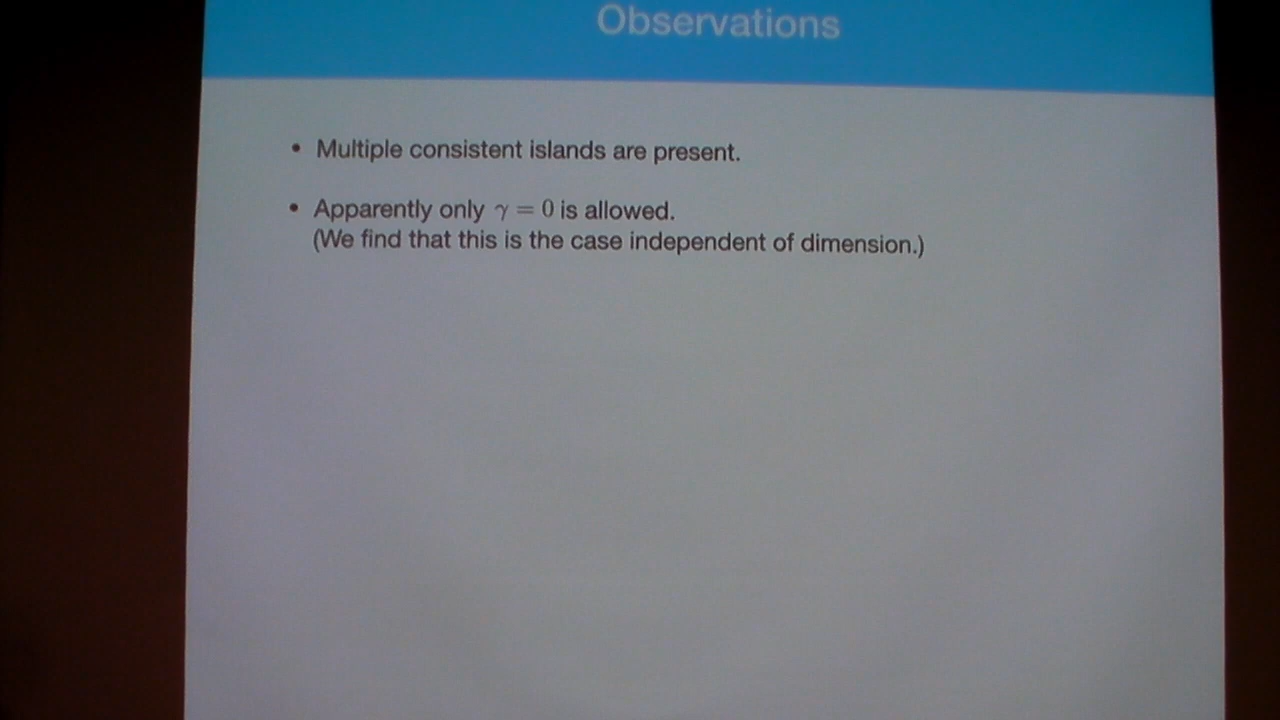 Observations
• Multiple consistent islands are present.
• Apparently only γ = 0 is allowed.
(We find that this is the case independent of dimension.)